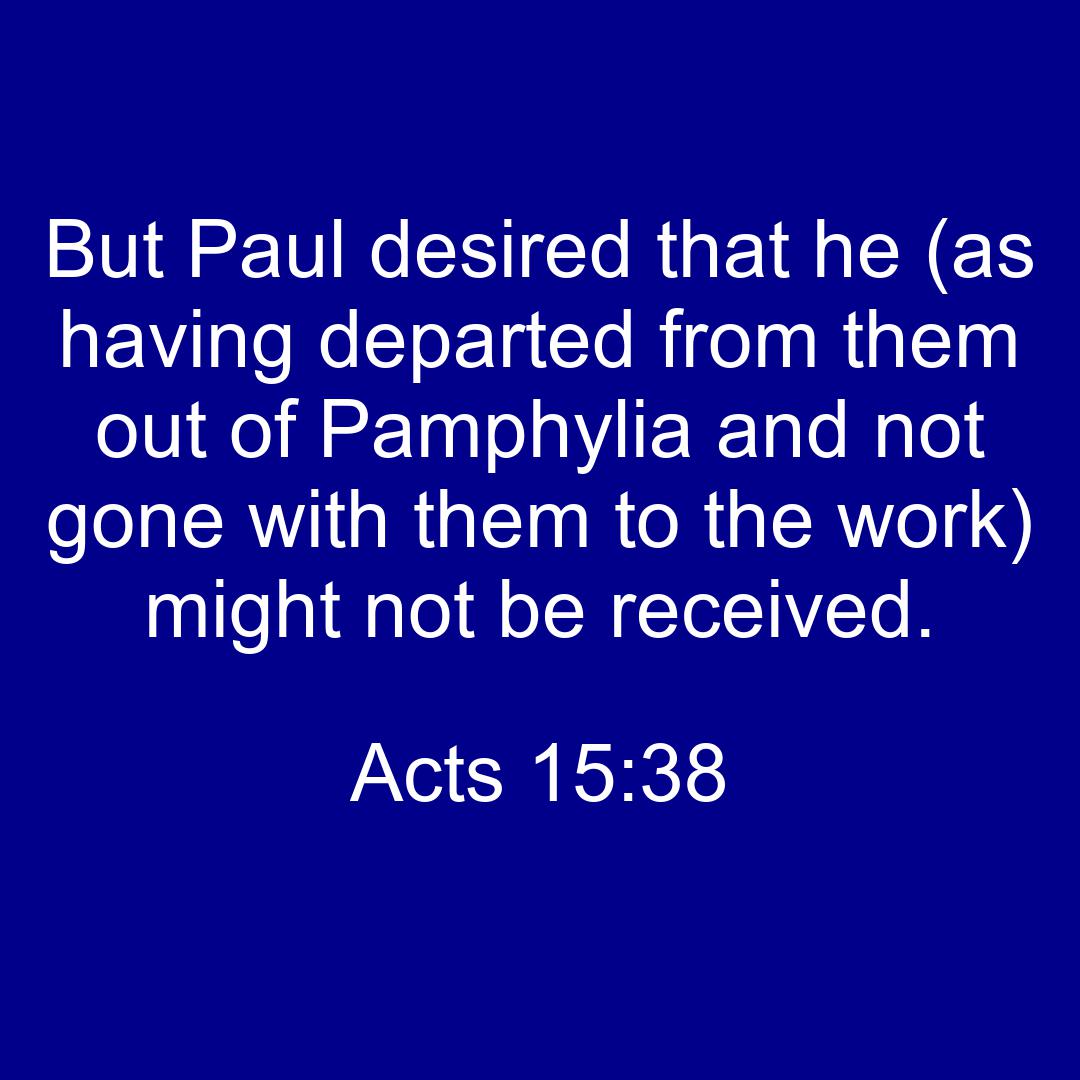 But Paul desired that he (as
having departed from them
out of Pamphylia and not
gone with them to the work)
might not be received.
Acts 15:38